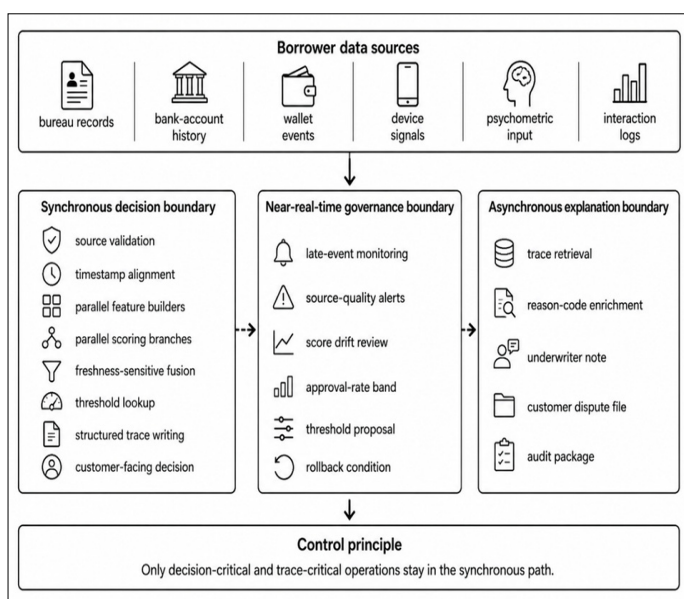 Borrower data sources
bureau records
bank-account
history
wallet
events
device
signals
psychometric
input
interaction
logs
Synchronous decision boundary
source validation
timestamp alignment
parallel feature builders
parallel scoring branches
freshness-sensitive fusion
threshold lookup
structured trace writing
customer-facing decision
Near-real-time governance boundary
late-event monitoring
source-quality alerts
score drift review
approval-rate band
threshold proposal
rollback condition
Asynchronous explanation boundary
trace retrieval
reason-code enrichment
underwriter note
customer dispute file
audit package
Control principle
Only decision-critical and trace-critical operations stay in the synchronous path.